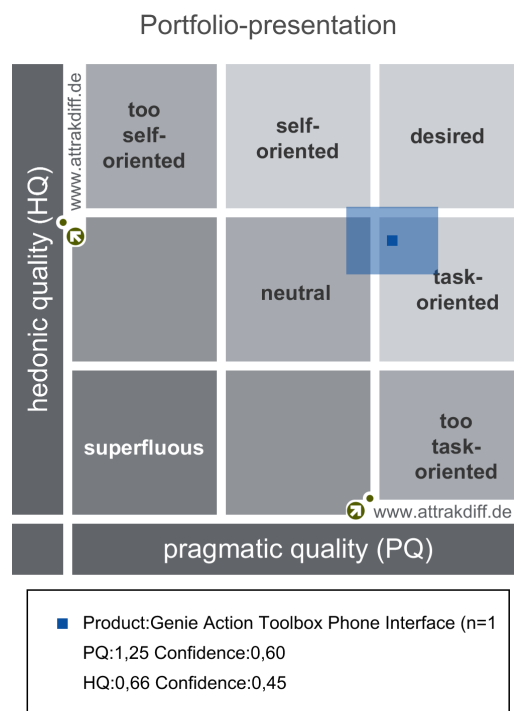 Portfolio-presentation
hedonic quality (HQ)
www.attrakdiff.de
too
self-
oriented
self-
oriented
desired
neutral
task-
oriented
superfluous
too
task-
oriented
www.attrakdiff.de
pragmatic quality (PQ)
Product:Genie Action Toolbox Phone Interface (n=1
PQ:1,25 Confidence:0,60
HQ:0,66 Confidence:0,45